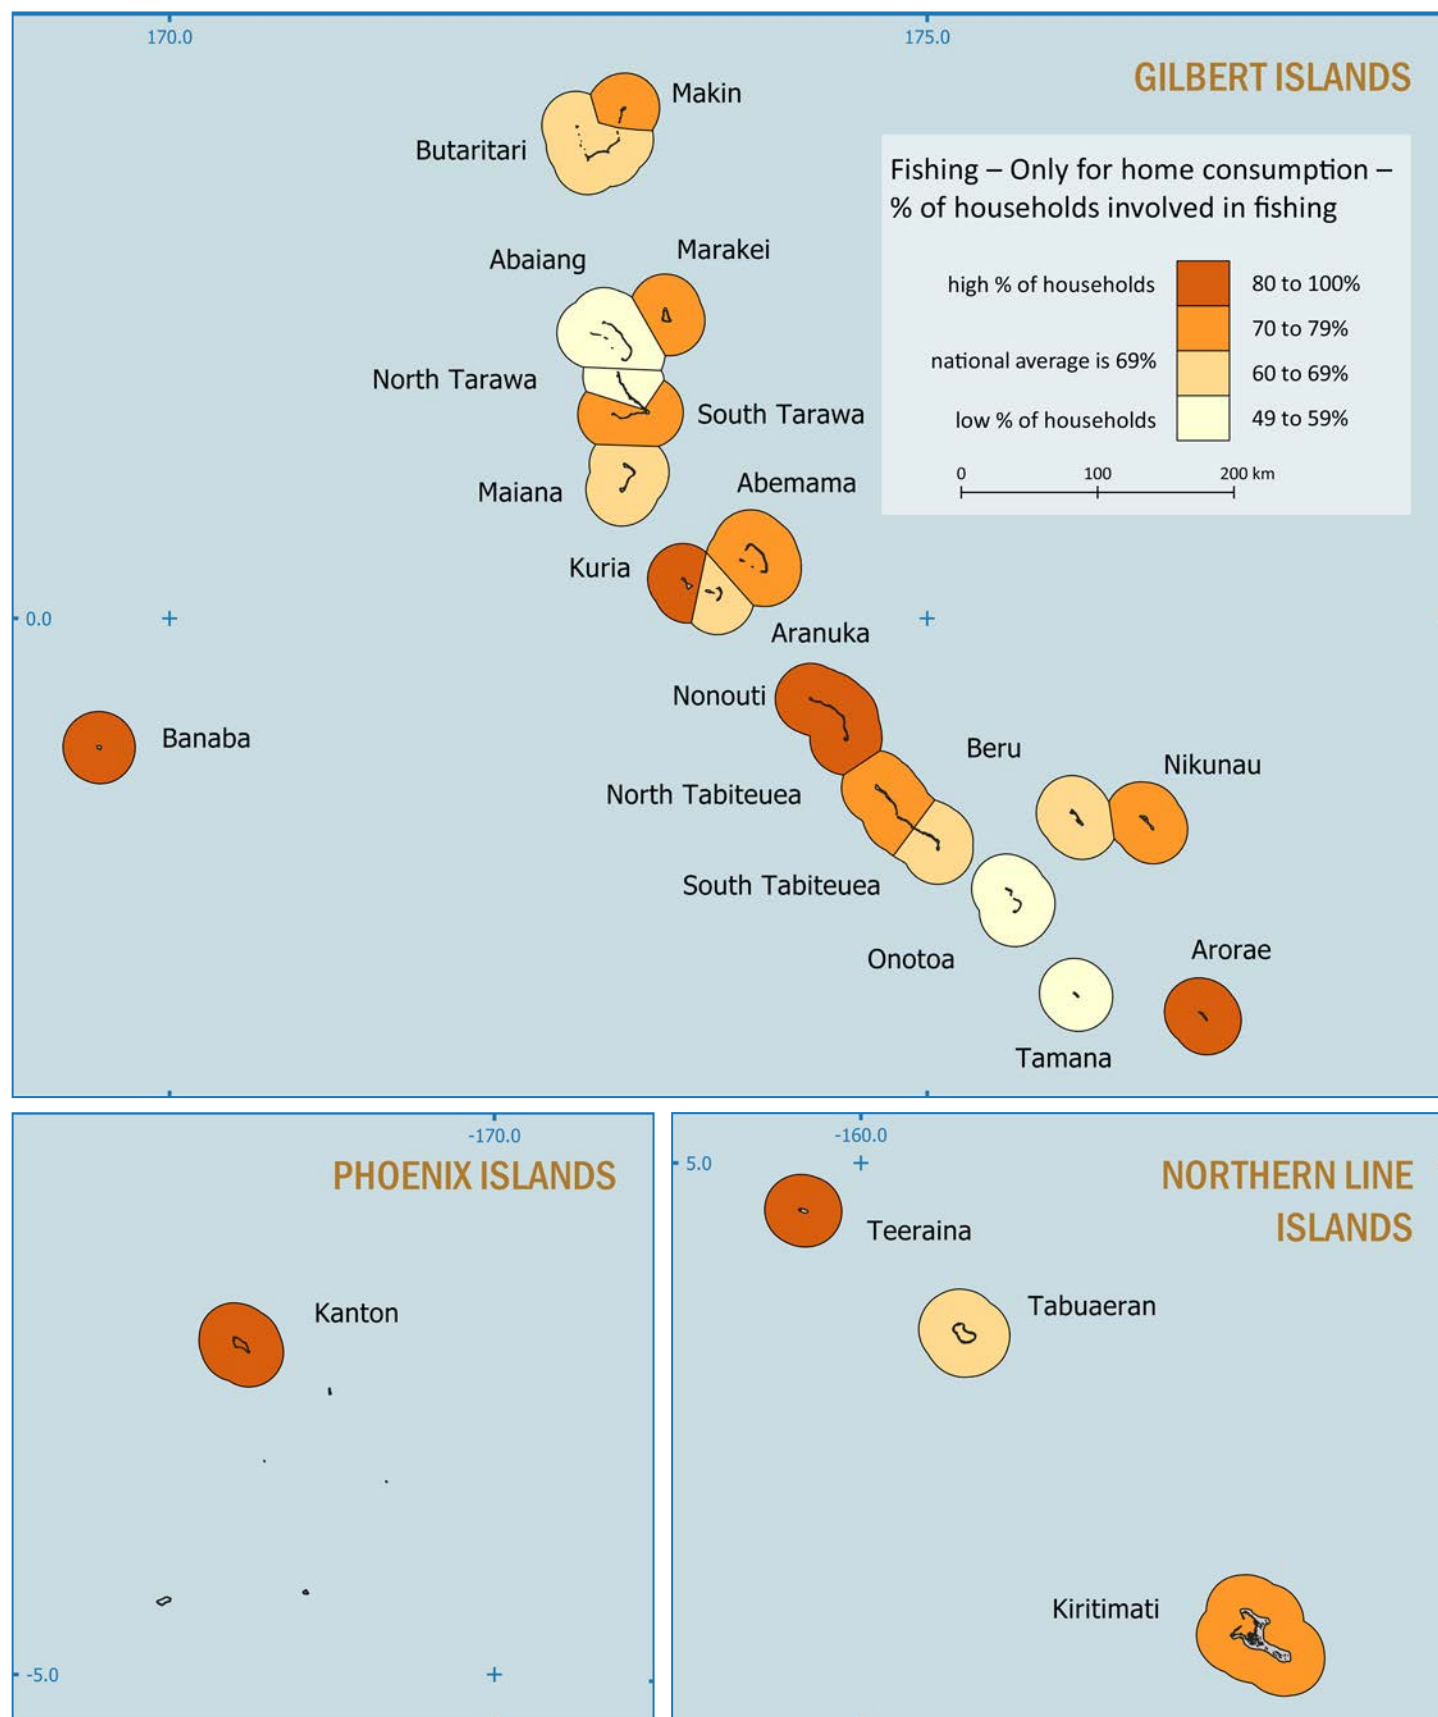 170.0
175.0
GILBERT ISLANDS
Makin
Butaritari
Fishing – Only for home consumption –
% of households involved in fishing
high % of households
80 to 100%
70 to 79%
national average is 69%
60 to 69%
low % of households
49 to 59%
0
100
200 km
Abaiang
Marakei
North Tarawa
South Tarawa
Maiana
Abemama
Kuria
0.0
Aranuka
Nonouti
Banaba
Beru
Nikunau
North Tabiteuea
South Tabiteuea
Onotoa
Arorae
Tamana
-170.0
PHOENIX ISLANDS
Kanton
-5.0
-160.0
5.0
NORTHERN LINE
ISLANDS
Teeraina
Tabuaeran
Kiritimati